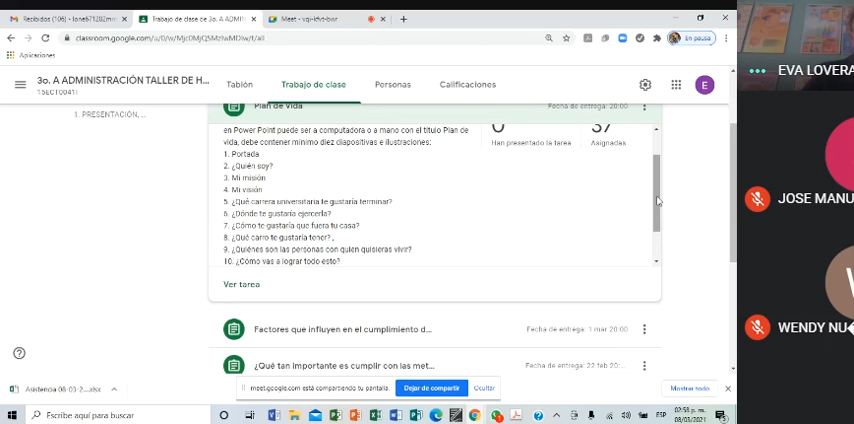 Recibidos (106) - lone671202mm
Trabajo de clase de 3o. A ADMIN
Meet - vqi-kfvt-bwr
classroom.google.com/a/0/w/Mjc0MjQSMzIwMDIw/t/all
En pausa
Aplicaciones
3o. A ADMINISTRACIÓN TALLER DE H...
15ECT0041I
Tablón
Trabajo de clase
Personas
Calificaciones
E
1. PRESENTACIÓN, ...
Plan de Vida
Fecha de entrega: 20:00
en Power Point puede ser a computadora o a mano con el título Plan de
vida, debe contener mínimo diez diapositivas e ilustraciones:
1. Portada
2. ¿Quién soy?
3. Mi misión
4. Mi visión
5. ¿Qué carrera universitaria te gustaría terminar?
6. ¿Dónde te gustaría ejercerla?
7. ¿Cómo te gustaría que fuera tu casa?
8. ¿Qué carro te gustaría tener? ,
9. ¿Quiénes son las personas con quien quisieras vivir?
10. ¿Cómo vas a lograr todo esto?
0
Han presentado la tarea
37
Asignadas
Ver tarea
Factores que influyen en el cumplimiento d...
Fecha de entrega: 1 mar 20:00
¿Qué tan importante es cumplir con las met...
Fecha de entrega: 22 feb 20:...
Asistencia 08-03-2....xlsx
meet.google.com está compartiendo tu pantalla.
Dejar de compartir
Ocultar
Mostrar todo
Escribe aquí para buscar
ESP
02:58 p. m.
08/03/2021
EVA LOVERA
JOSE MANU
WENDY NU